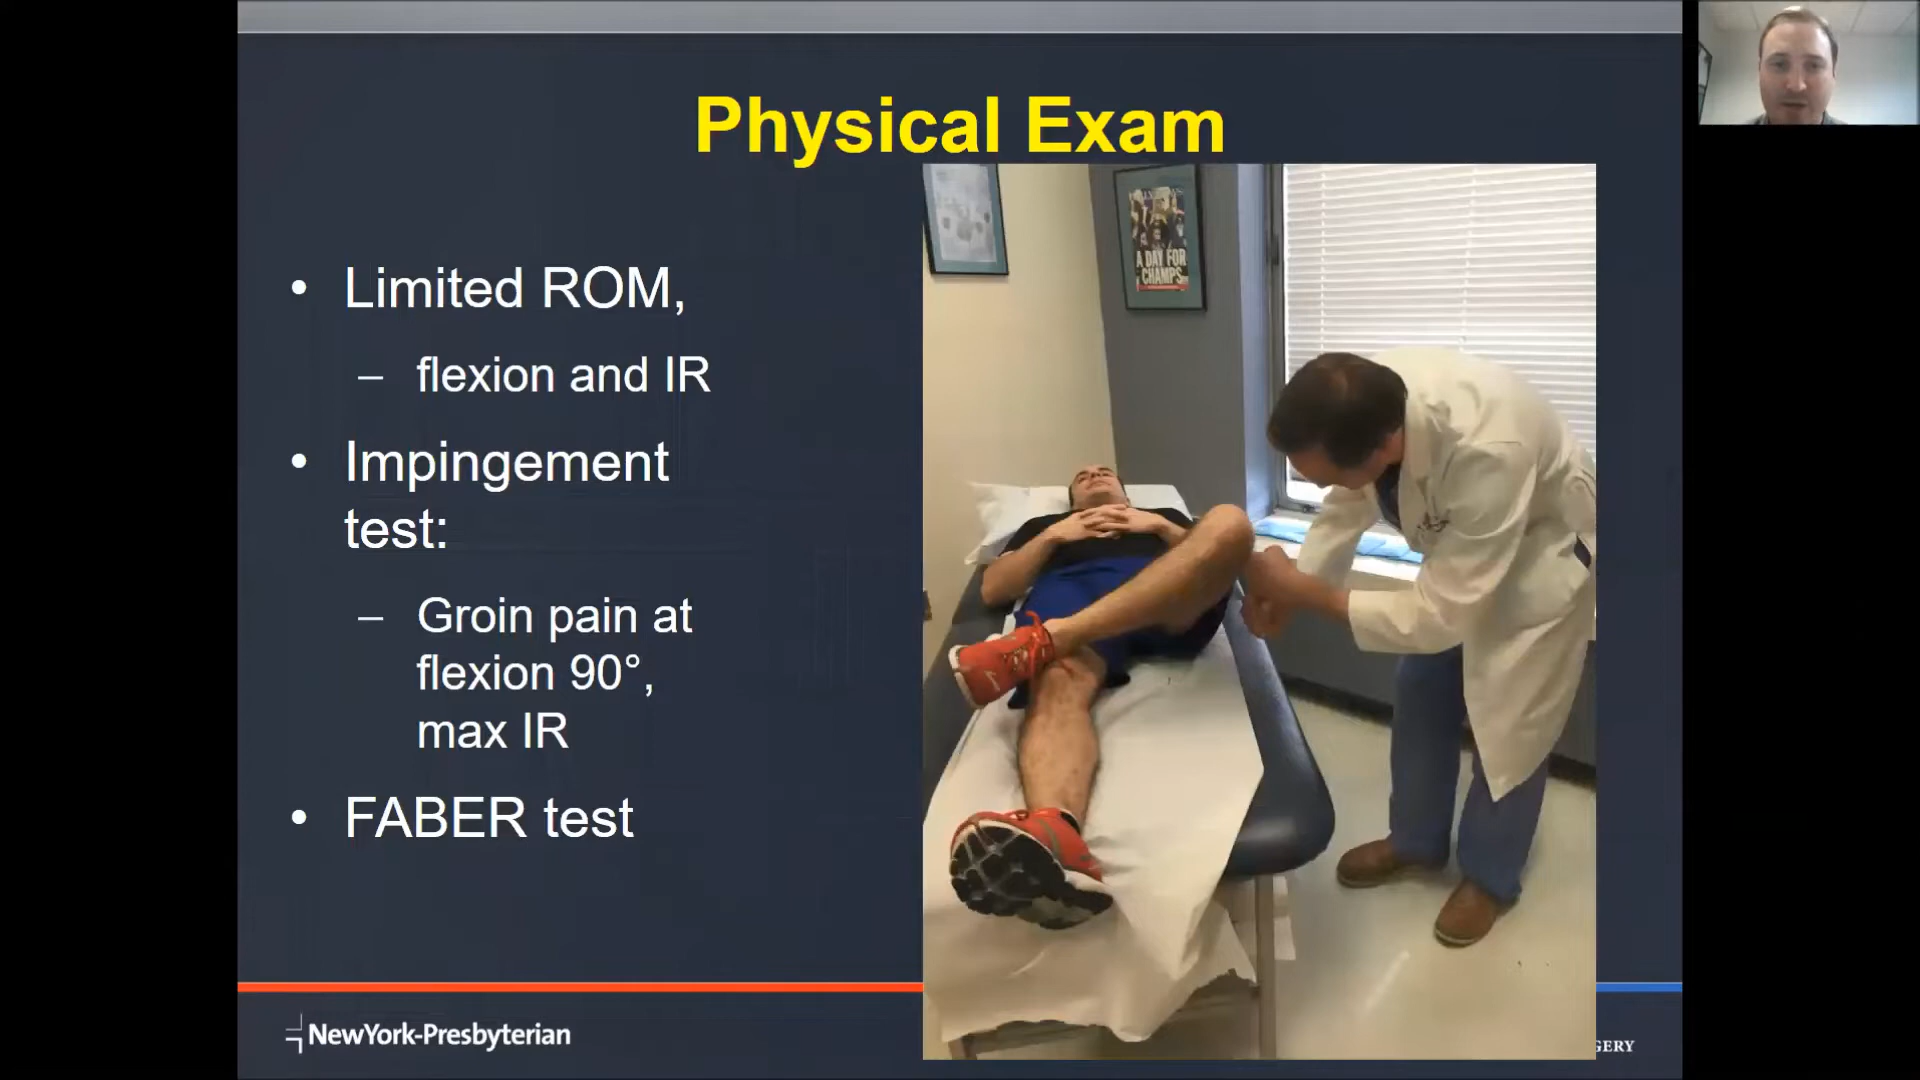 Physical Exam
• Limited ROM,
– flexion and IR
• Impingement
test:
– Groin pain at
flexion 90°,
max IR
• FABER test
A DAY FOR
CHAMPS
NewYork-Presbyterian
GERY